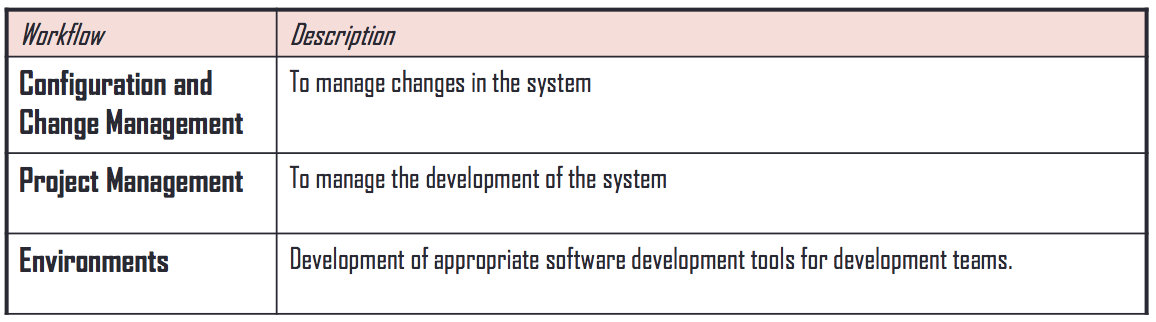 Workflow
Description
Configuration and
Change Management
To manage changes in the system
Project Management
To manage the development of the system
Environments
Development of appropriate software development tools for development teams.